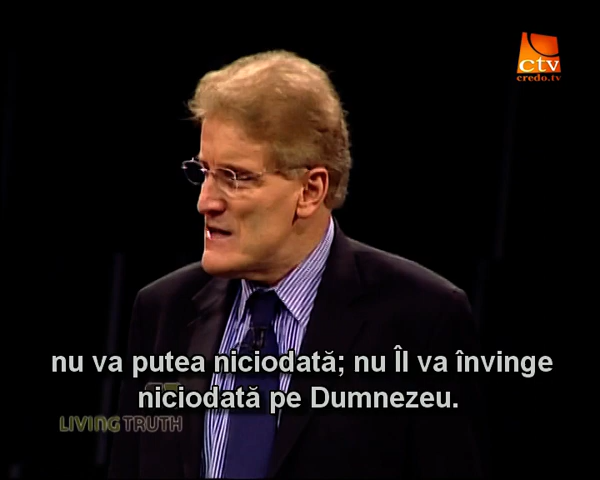 ctv
credo.tv
nu va putea niciodată; nu Îl va învinge
niciodată pe Dumnezeu.
LIVING TRUTH